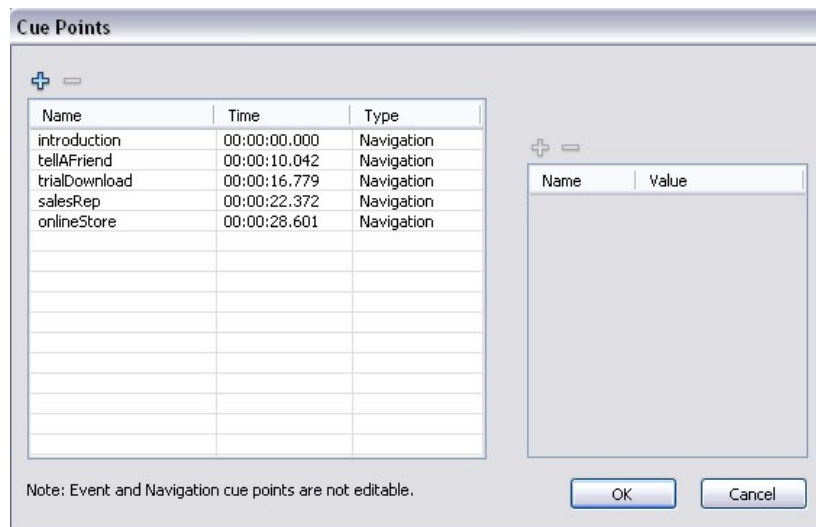 Cue Points
Name Time Type
introduction 00:00:00.000 Navigation
tellAFriend 00:00:10.042 Navigation
trialDownload 00:00:16.779 Navigation
salesRep 00:00:22.372 Navigation
onlineStore 00:00:28.601 Navigation
Name Value
Note: Event and Navigation cue points are not editable.
OK Cancel